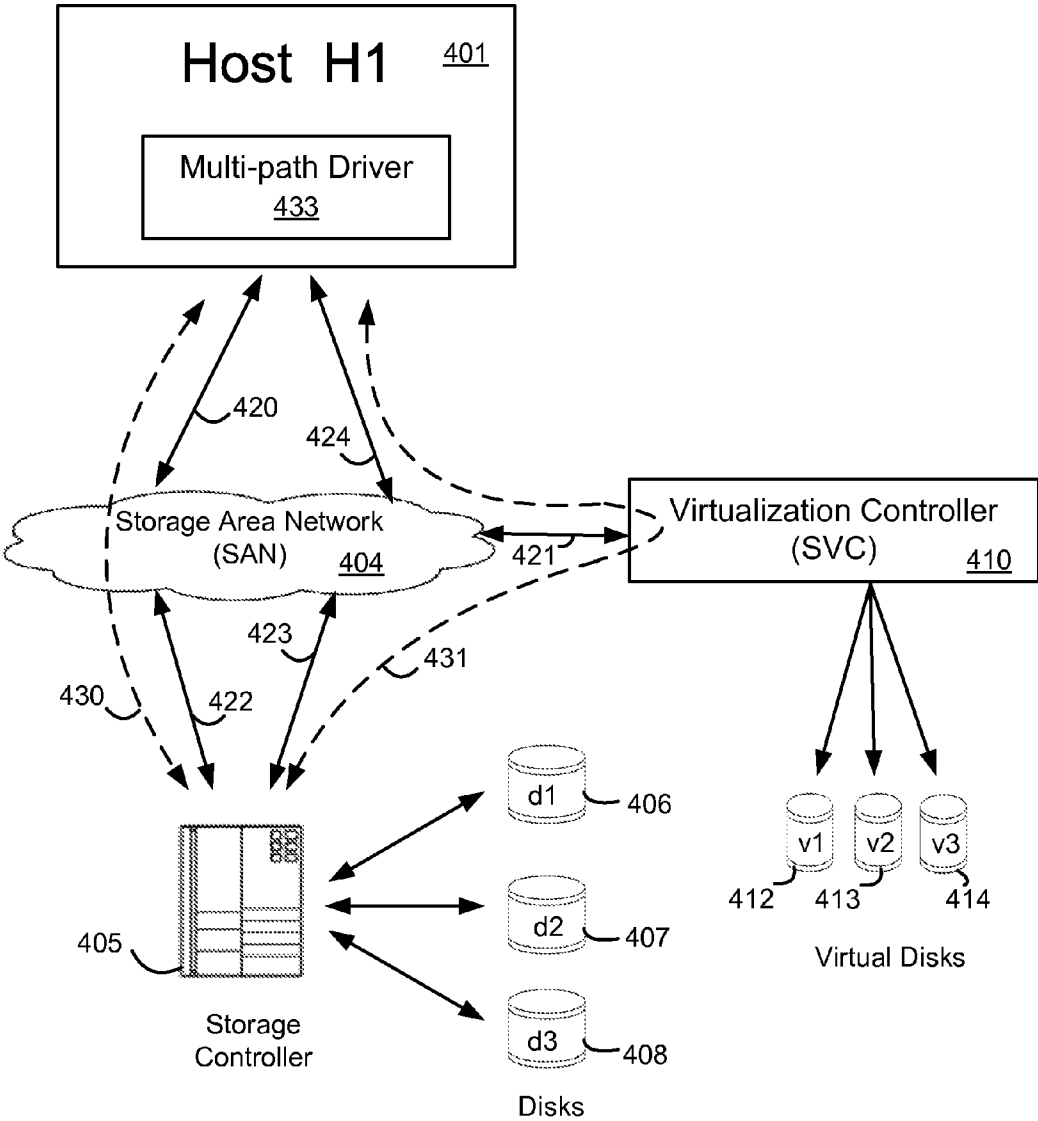 Host H1
401
Multi-path Driver
433
420
424
Storage Area Network
(SAN)
404
421
Virtualization Controller
(SVC)
410
423
431
430
422
d1
406
v1
v2
v3
412
413
414
d2
407
405
Virtual Disks
Storage
Controller
d3
408
Disks